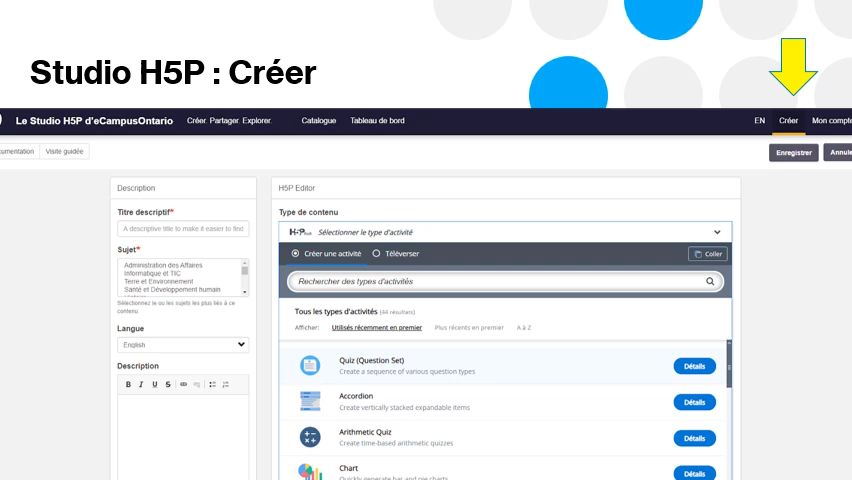 Studio H5P : Créer
Le Studio H5P d'eCampusOntario
Créer. Partager. Explorer.
Catalogue
Tableau de bord
EN
Créer
Mon compte
Visite guidée
Enregistrer
Description
Titre descriptif*
A descriptive title to make it easier to find
Sujet*
Administration des Affaires
Informatique et TIC
Terre et Environnement
Santé et Développement humain
Sélectionnez le ou les sujets les plus liés à ce
contenu.
Langue
English
Description
B I U S
H5P Editor
Type de contenu
H5P Sélectionner le type d'activité
Créer une activité
Téléverser
Coller
Rechercher des types d'activités
Tous les types d'activités (44 résultats)
Afficher: Utilisés récemment en premier Plus récents en premier A à Z
Quiz (Question Set)
Create a sequence of various question types
Détails
Accordion
Create vertically stacked expandable items
Détails
Arithmetic Quiz
Create time-based arithmetic quizzes
Détails
Chart
Quickly generate bar and pie charts
Détails